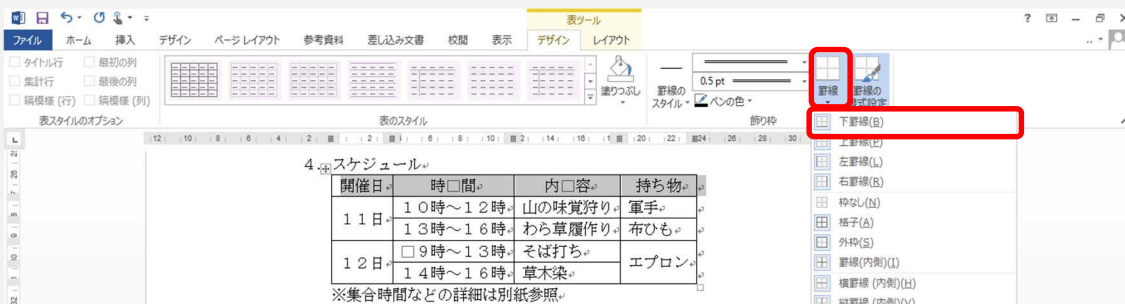 表ツール
ファイル ホーム 挿入 デザイン ページ レイアウト 参考資料 差し込み文書 校閲 表示 デザイン レイアウト
タイトル行 最初の列
集計行 最後の列
縞模様 (行) 縞模様 (列)
表スタイルのオプション
表のスタイル
塗りつぶし
罫線の
スタイル
0.5 pt
ペンの色
罫線
罫線の
書式設定
飾り枠
下罫線(B)
上罫線(P)
左罫線(L)
右罫線(R)
枠なし(N)
格子(A)
外枠(S)
罫線(内側)(I)
横罫線 (内側)(H)
縦罫線 (内側)(V)
4.スケジュール
開催日 時□間 内□容 持ち物
11日 10時～12時 山の味覚狩り 軍手
13時～16時 わら草履作り 布ひも
12日 □9時～13時 そば打ち エプロン
14時～16時 草木染
※集合時間などの詳細は別紙参照